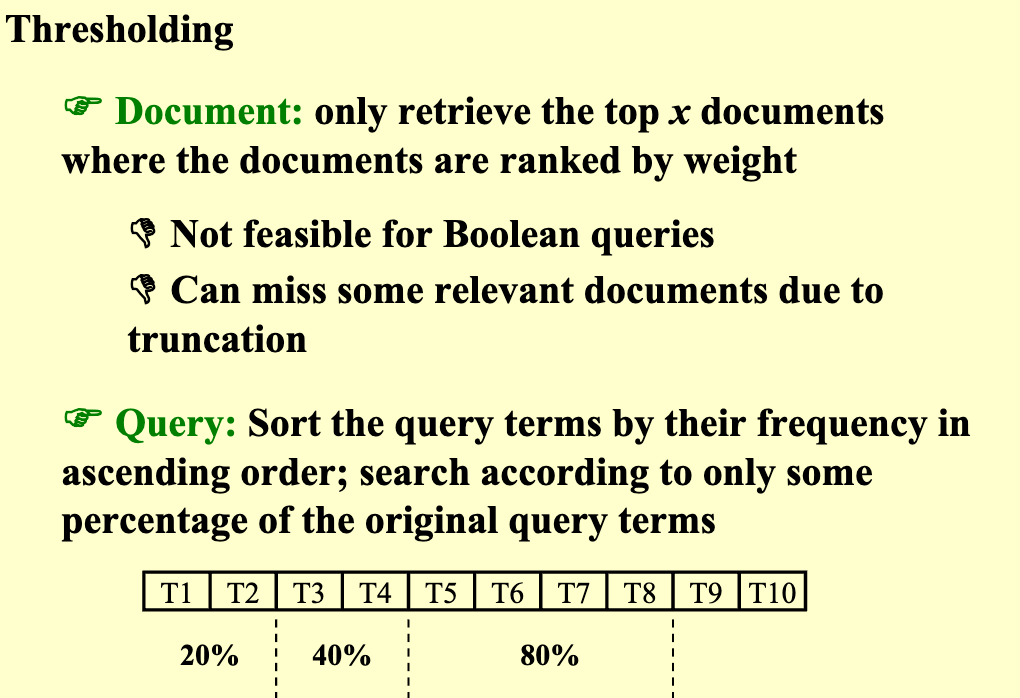 Thresholding
☞ Document: only retrieve the top x documents
where the documents are ranked by weight
👎 Not feasible for Boolean queries
👎 Can miss some relevant documents due to
truncation
☞ Query: Sort the query terms by their frequency in
ascending order; search according to only some
percentage of the original query terms
T1 T2 T3 T4 T5 T6 T7 T8 T9 T10
20% 40% 80%